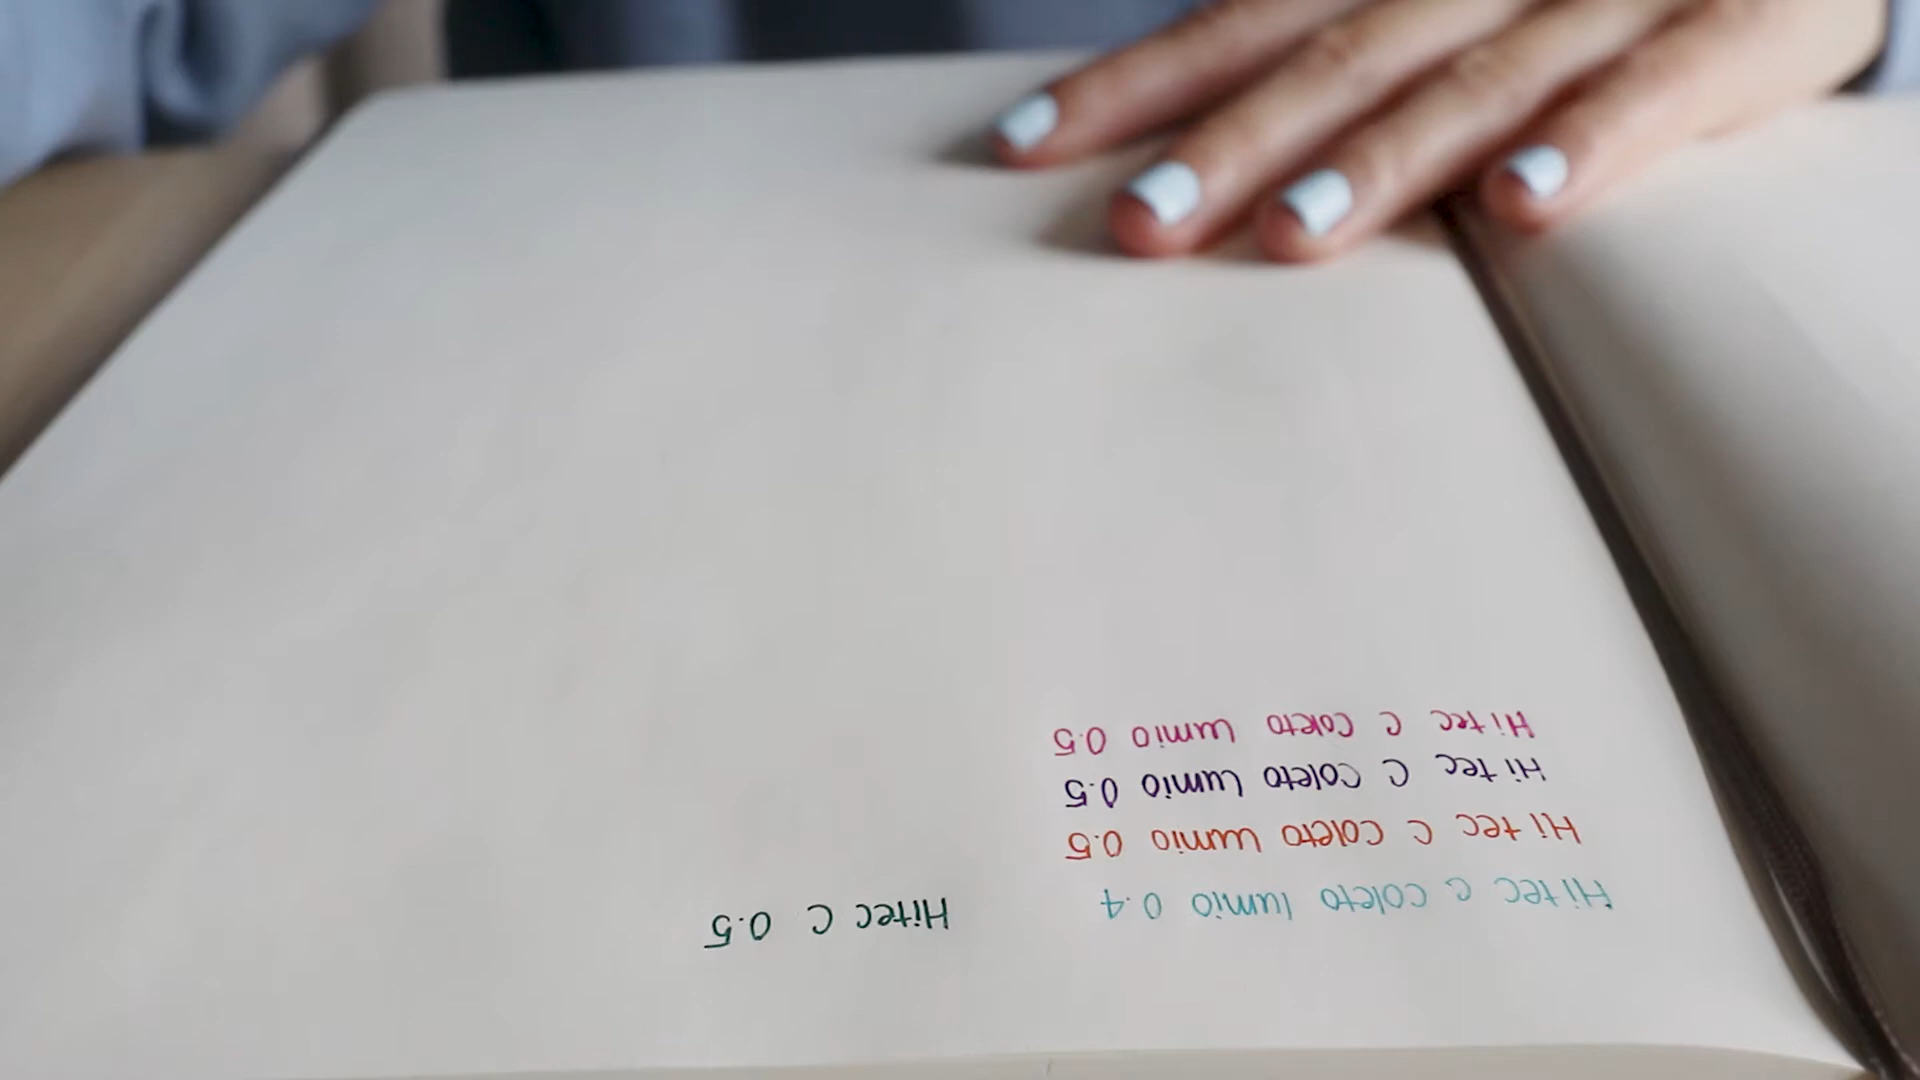 Hi tec c coleto lumio 0.4
Hi tec C coleto lumio 0.5
Hi tec C Coleto lumio 0.5
Hi tec C coleto lumio 0.5
Hitec C 0.5